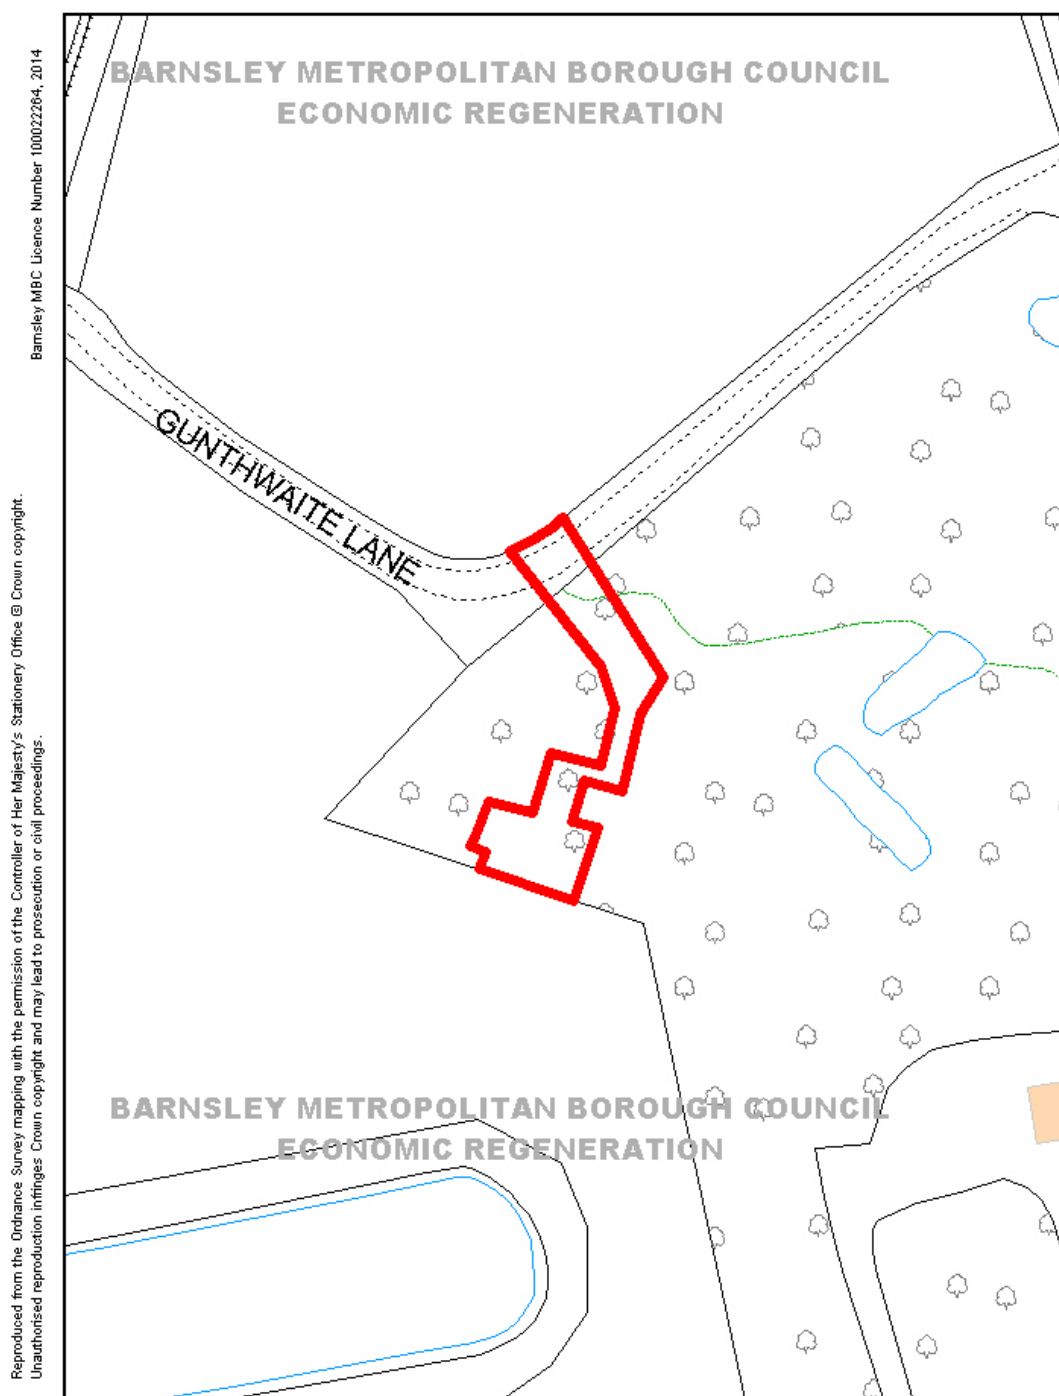 BARNSLEY METROPOLITAN BOROUGH COUNCIL
ECONOMIC REGENERATION
GUNTHWAITE LANE
BARNSLEY METROPOLITAN BOROUGH COUNCIL
ECONOMIC REGENERATION
Barnsley MBC Licence Number 100022264, 2014
Reproduced from the Ordnance Survey mapping with the permission of the Controller of Her Majesty's Stationery Office @ Crown copyright.
Unauthorised reproduction infringes Crown copyright and may lead to prosecution or civil proceedings.